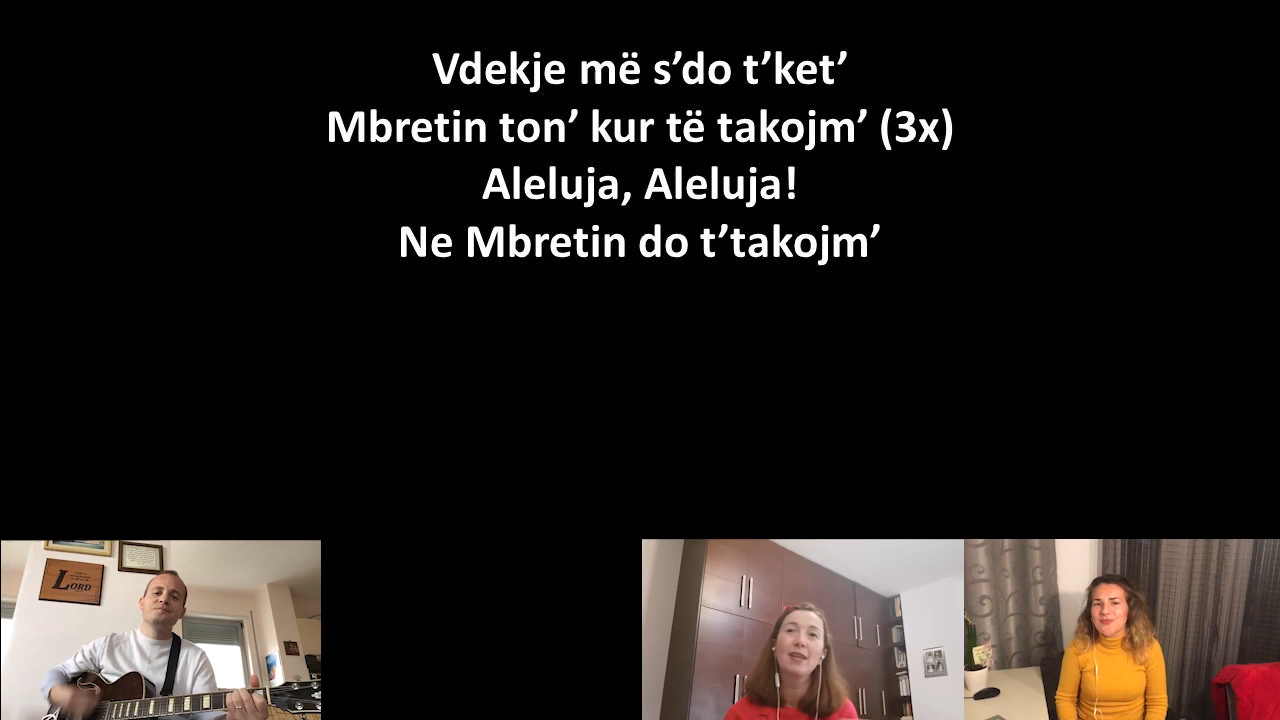 Vdekje më s’do t’ket’
Mbretin ton’ kur të takojm’ (3x)
Aleluja, Aleluja!
Ne Mbretin do t’takojm’
LORD